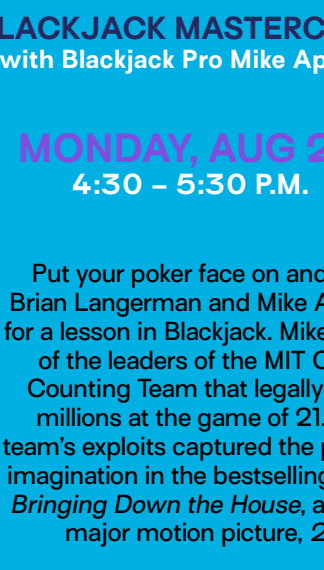 LACKJACK MASTERC
with Blackjack Pro Mike Ap
MONDAY, AUG 2
4:30 – 5:30 P.M.
Put your poker face on and
Brian Langerman and Mike A
for a lesson in Blackjack. Mike
of the leaders of the MIT C
Counting Team that legally
millions at the game of 21.
team's exploits captured the p
imagination in the bestselling
Bringing Down the House, a
major motion picture, 2